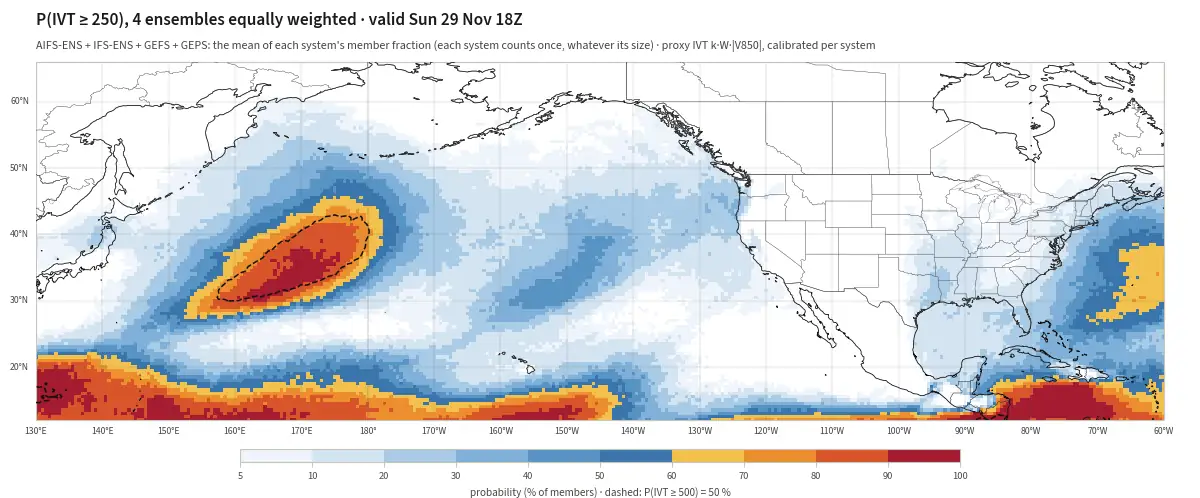 P(IVT ≥ 250), 4 ensembles equally weighted · valid Sun 29 Nov 18Z
AIFS-ENS + IFS-ENS + GEFS + GEPS: the mean of each system's member fraction (each system counts once, whatever its size) · proxy IVT k·W·|V850|, calibrated per system
60°N
50°N
40°N
30°N
20°N
130°E 140°E 150°E 160°E 170°E 180° 170°W 160°W 150°W 140°W 130°W 120°W 110°W 100°W 90°W 80°W 70°W 60°W
5 10 20 30 40 50 60 70 80 90 100
probability (% of members) · dashed: P(IVT ≥ 500) = 50 %